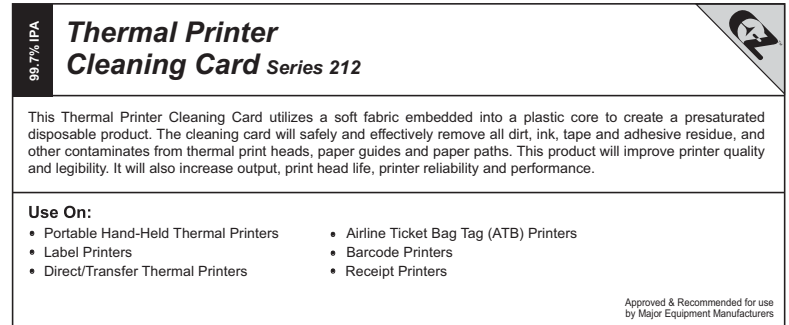 99.7% IPA
Thermal Printer
Cleaning Card Series 212
This Thermal Printer Cleaning Card utilizes a soft fabric embedded into a plastic core to create a presaturated
disposable product. The cleaning card will safely and effectively remove all dirt, ink, tape and adhesive residue, and
other contaminates from thermal print heads, paper guides and paper paths. This product will improve printer quality
and legibility. It will also increase output, print head life, printer reliability and performance.
Use On:
• Portable Hand-Held Thermal Printers
• Label Printers
• Direct/Transfer Thermal Printers
• Airline Ticket Bag Tag (ATB) Printers
• Barcode Printers
• Receipt Printers
Approved & Recommended for use
by Major Equipment Manufacturers